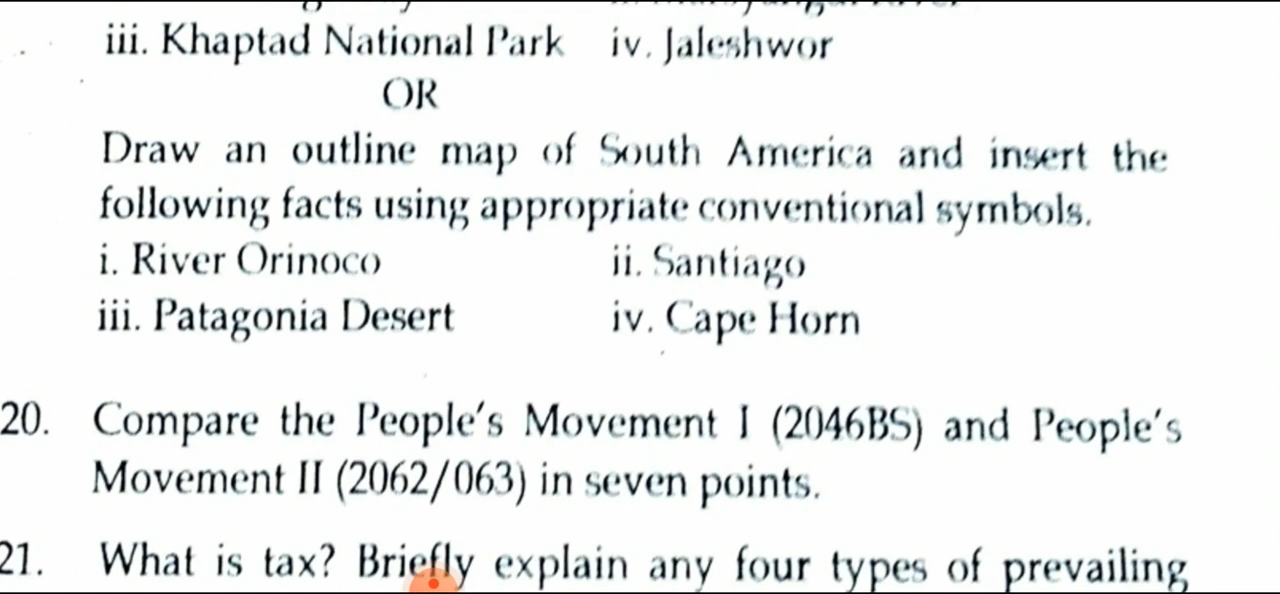 iii. Khaptad National Park iv. Jaleshwor
OR
Draw an outline map of South America and insert the
following facts using appropriate conventional symbols.
i. River Orinoco ii. Santiago
iii. Patagonia Desert iv. Cape Horn
20. Compare the People's Movement I (2046BS) and People's
Movement II (2062/063) in seven points.
21. What is tax? Briefly explain any four types of prevailing